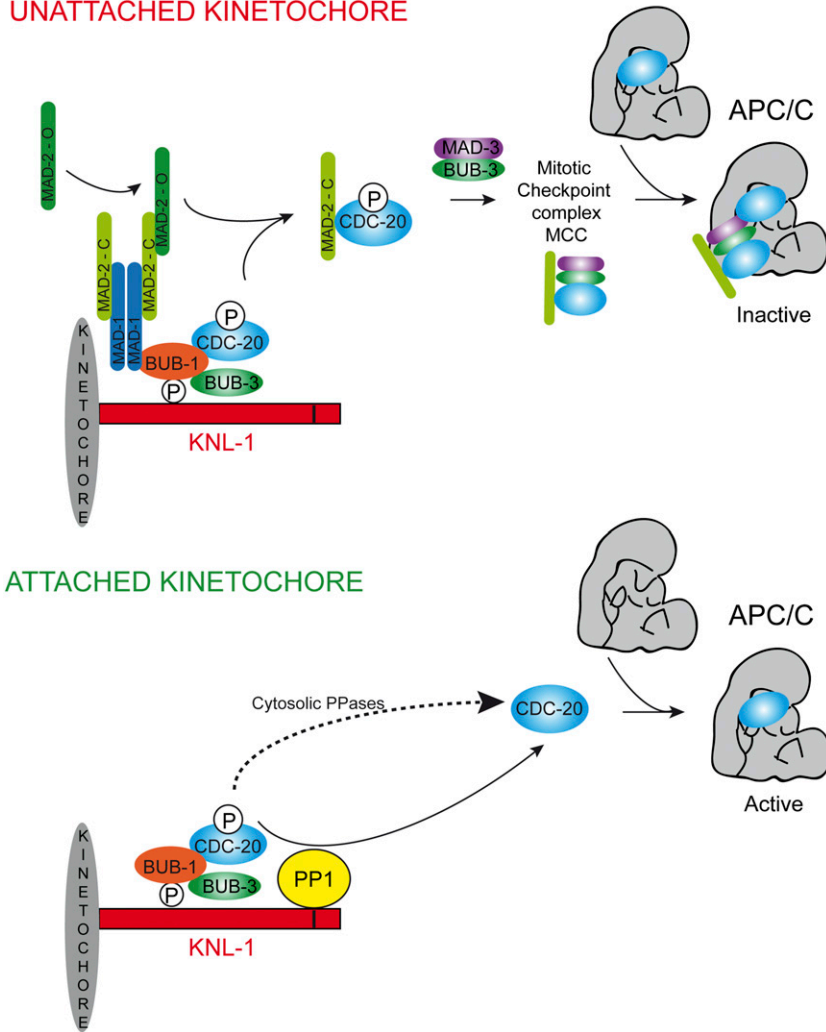 UNATTACHED KINETOCHORE
MAD-2 - O
MAD-2 - O
MAD-2 - C
MAD-2 - C
MAD-1
MAD-1
BUB-1
P
P
CDC-20
BUB-3
KINETOCHORE
KNL-1
MAD-2 - C
P
CDC-20
MAD-3
BUB-3
Mitotic
Checkpoint
complex
MCC
APC/C
Inactive
ATTACHED KINETOCHORE
Cytosolic PPases
CDC-20
APC/C
Active
P
CDC-20
BUB-1
P
BUB-3
PP1
KINETOCHORE
KNL-1